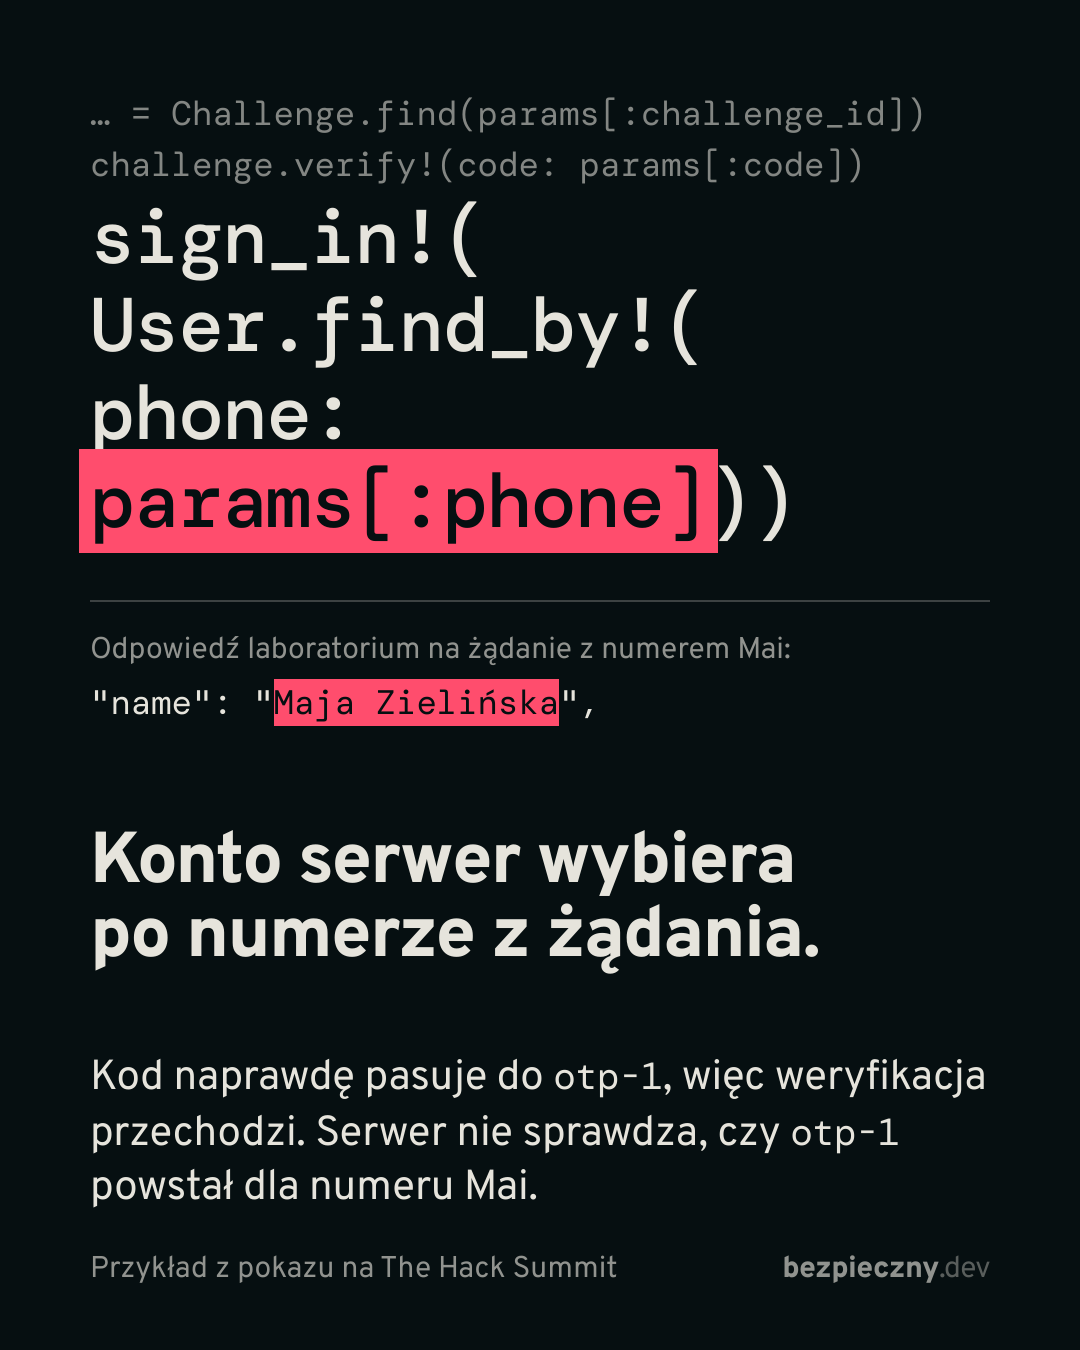 … = Challenge.find(params[:challenge_id])
challenge.verify!(code: params[:code])
sign_in!(
User.find_by!(
phone:
params[:phone]))
Odpowiedź laboratorium na żądanie z numerem Mai:
"name": "Maja Zielińska",
Konto serwer wybiera
po numerze z żądania.
Kod naprawdę pasuje do otp-1, więc weryfikacja
przechodzi. Serwer nie sprawdza, czy otp-1
powstał dla numeru Mai.
Przykład z pokazu na The Hack Summit
bezpieczny.dev